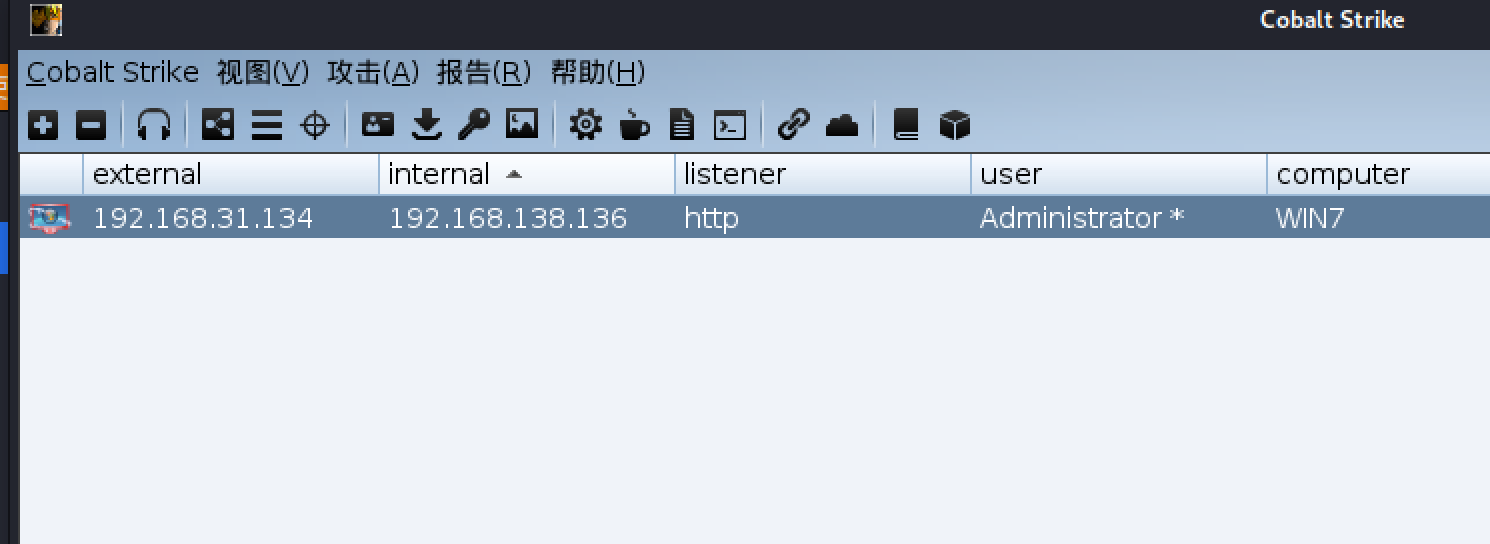 Cobalt Strike
Cobalt Strike 视图(V) 攻击(A) 报告(R) 帮助(H)
external internal listener user computer
192.168.31.134 192.168.138.136 http Administrator * WIN7